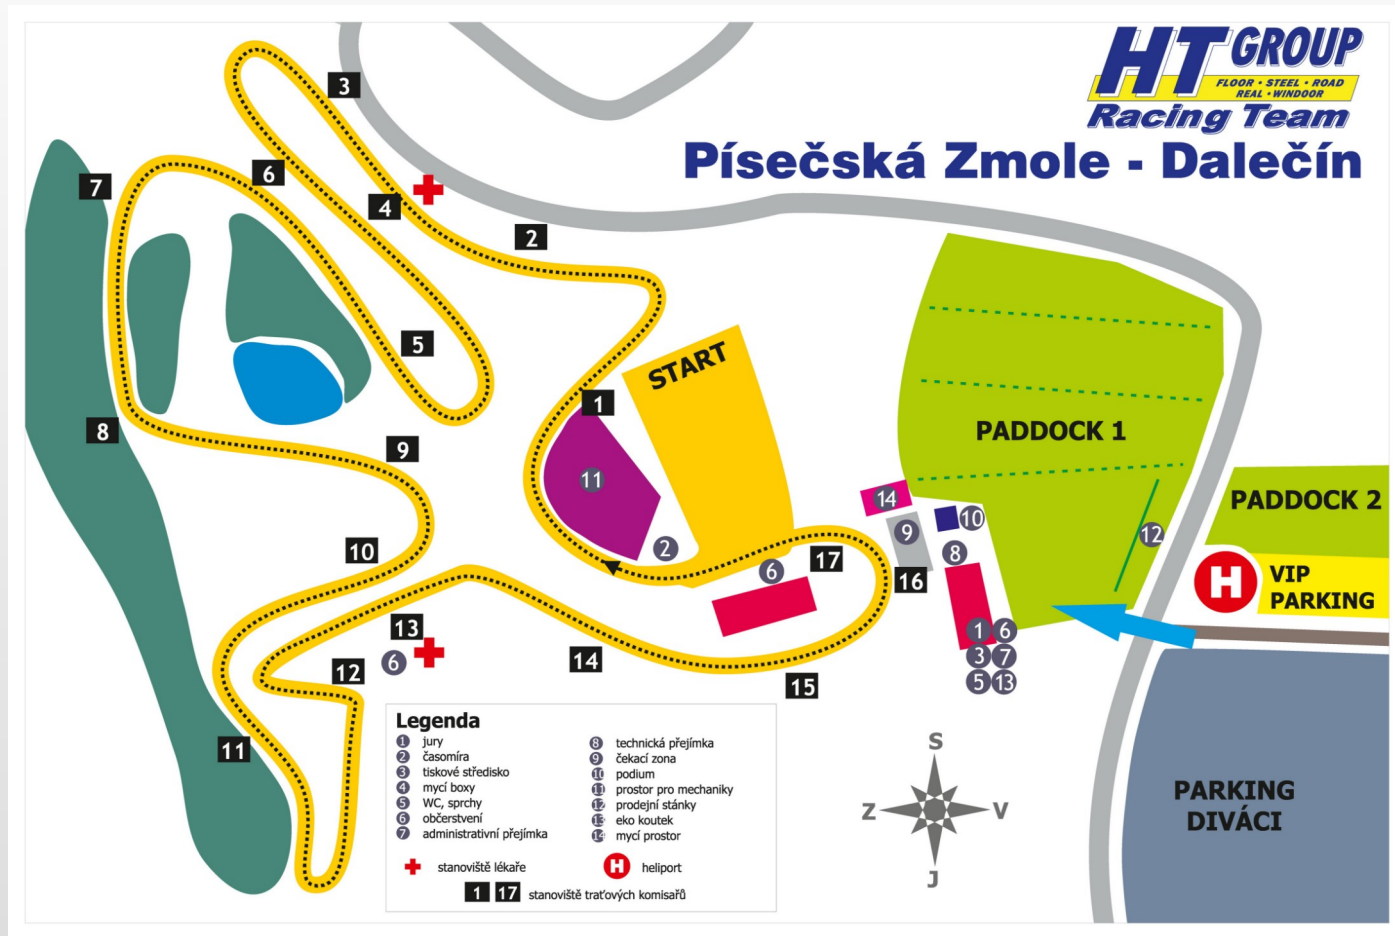 HT GROUP
FLOOR • STEEL • ROAD
REAL • WINDOOR
Racing Team
Písečská Zmole - Dalečín
3
7
6
4
2
5
1
START
8
9
11
PADDOCK 1
PADDOCK 2
14
10
9
12
10
2
17
6
8
16
H
VIP
PARKING
13
6
14
1
6
12
3
7
15
5
13
11
Legenda
1 jury
2 časomíra
3 tiskové středisko
4 mycí boxy
5 WC, sprchy
6 občerstvení
7 administrativní přejímka
8 technická přejímka
9 čekací zona
10 podium
11 prostor pro mechaniky
12 prodejní stánky
13 eko koutek
14 mycí prostor
stanoviště lékaře
H heliport
1 17 stanoviště traťových komisařů
S
Z
V
J
PARKING
DIVÁCI